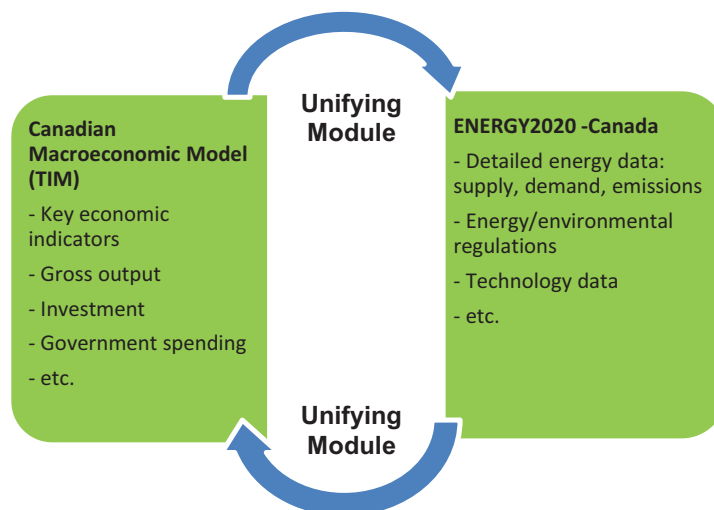 Unifying
Module
Canadian
Macroeconomic Model
(TIM)
- Key economic
indicators
- Gross output
- Investment
- Government spending
- etc.
ENERGY2020 -Canada
- Detailed energy data:
supply, demand, emissions
- Energy/environmental
regulations
- Technology data
- etc.
Unifying
Module